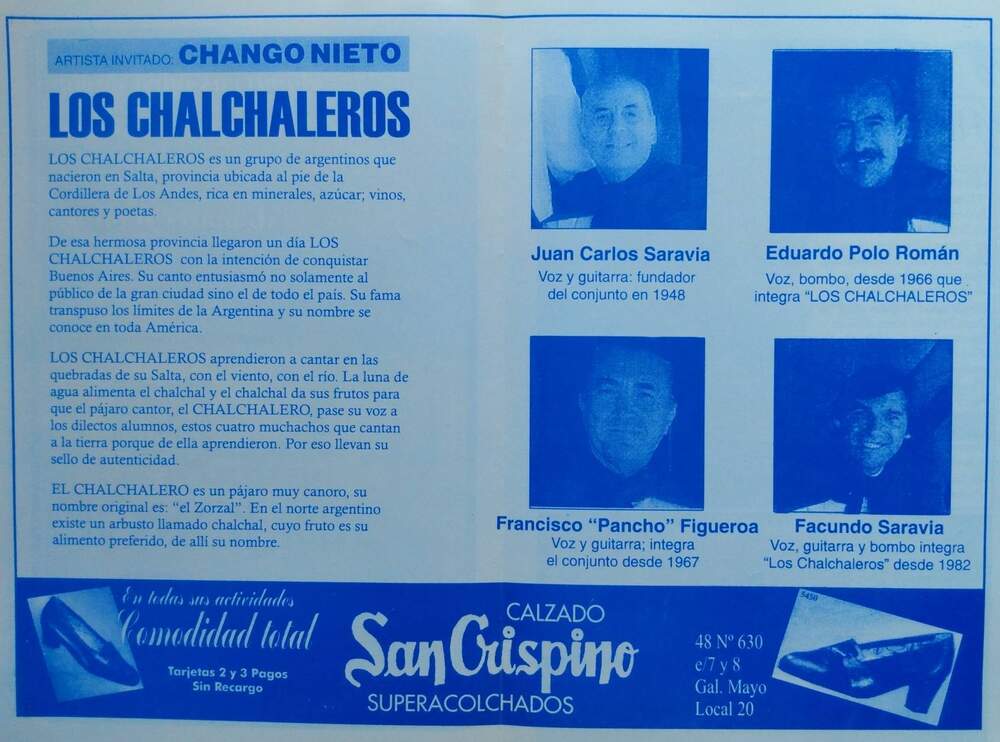 ARTISTA INVITADO: CHANGO NIETO
LOS CHALCHALEROS
LOS CHALCHALEROS es un grupo de argentinos que
nacieron en Salta, provincia ubicada al pie de la
Cordillera de Los Andes, rica en minerales, azúcar; vinos,
cantores y poetas.
De esa hermosa provincia llegaron un día LOS
CHALCHALEROS con la intención de conquistar
Buenos Aires. Su canto entusiasmó no solamente al
público de la gran ciudad sino el de todo el país. Su fama
transpuso los límites de la Argentina y su nombre se
conoce en toda América.
LOS CHALCHALEROS aprendieron a cantar en las
quebradas de su Salta, con el viento, con el río. La luna de
agua alimenta el chalchal y el chalchal da sus frutos para
que el pájaro cantor, el CHALCHALERO, pase su voz a
los dilectos alumnos, estos cuatro muchachos que cantan
a la tierra porque de ella aprendieron. Por eso llevan su
sello de autenticidad.
EL CHALCHALERO es un pájaro muy canoro, su
nombre original es: "el Zorzal". En el norte argentino
existe un arbusto llamado chalchal, cuyo fruto es su
alimento preferido, de allí su nombre.
Juan Carlos Saravia
Voz y guitarra: fundador
del conjunto en 1948
Eduardo Polo Román
Voz, bombo, desde 1966 que
integra "LOS CHALCHALEROS"
Francisco "Pancho" Figueroa
Voz y guitarra; integra
el conjunto desde 1967
Facundo Saravia
Voz, guitarra y bombo integra
"Los Chalchaleros" desde 1982
En todas sus actividades
Comodidad total
Tarjetas 2 y 3 Pagos
Sin Recargo
CALZADO
San Crispino
SUPERACOLCHADOS
48 Nº 630
e/7 y 8
Gal. Mayo
Local 20
5450